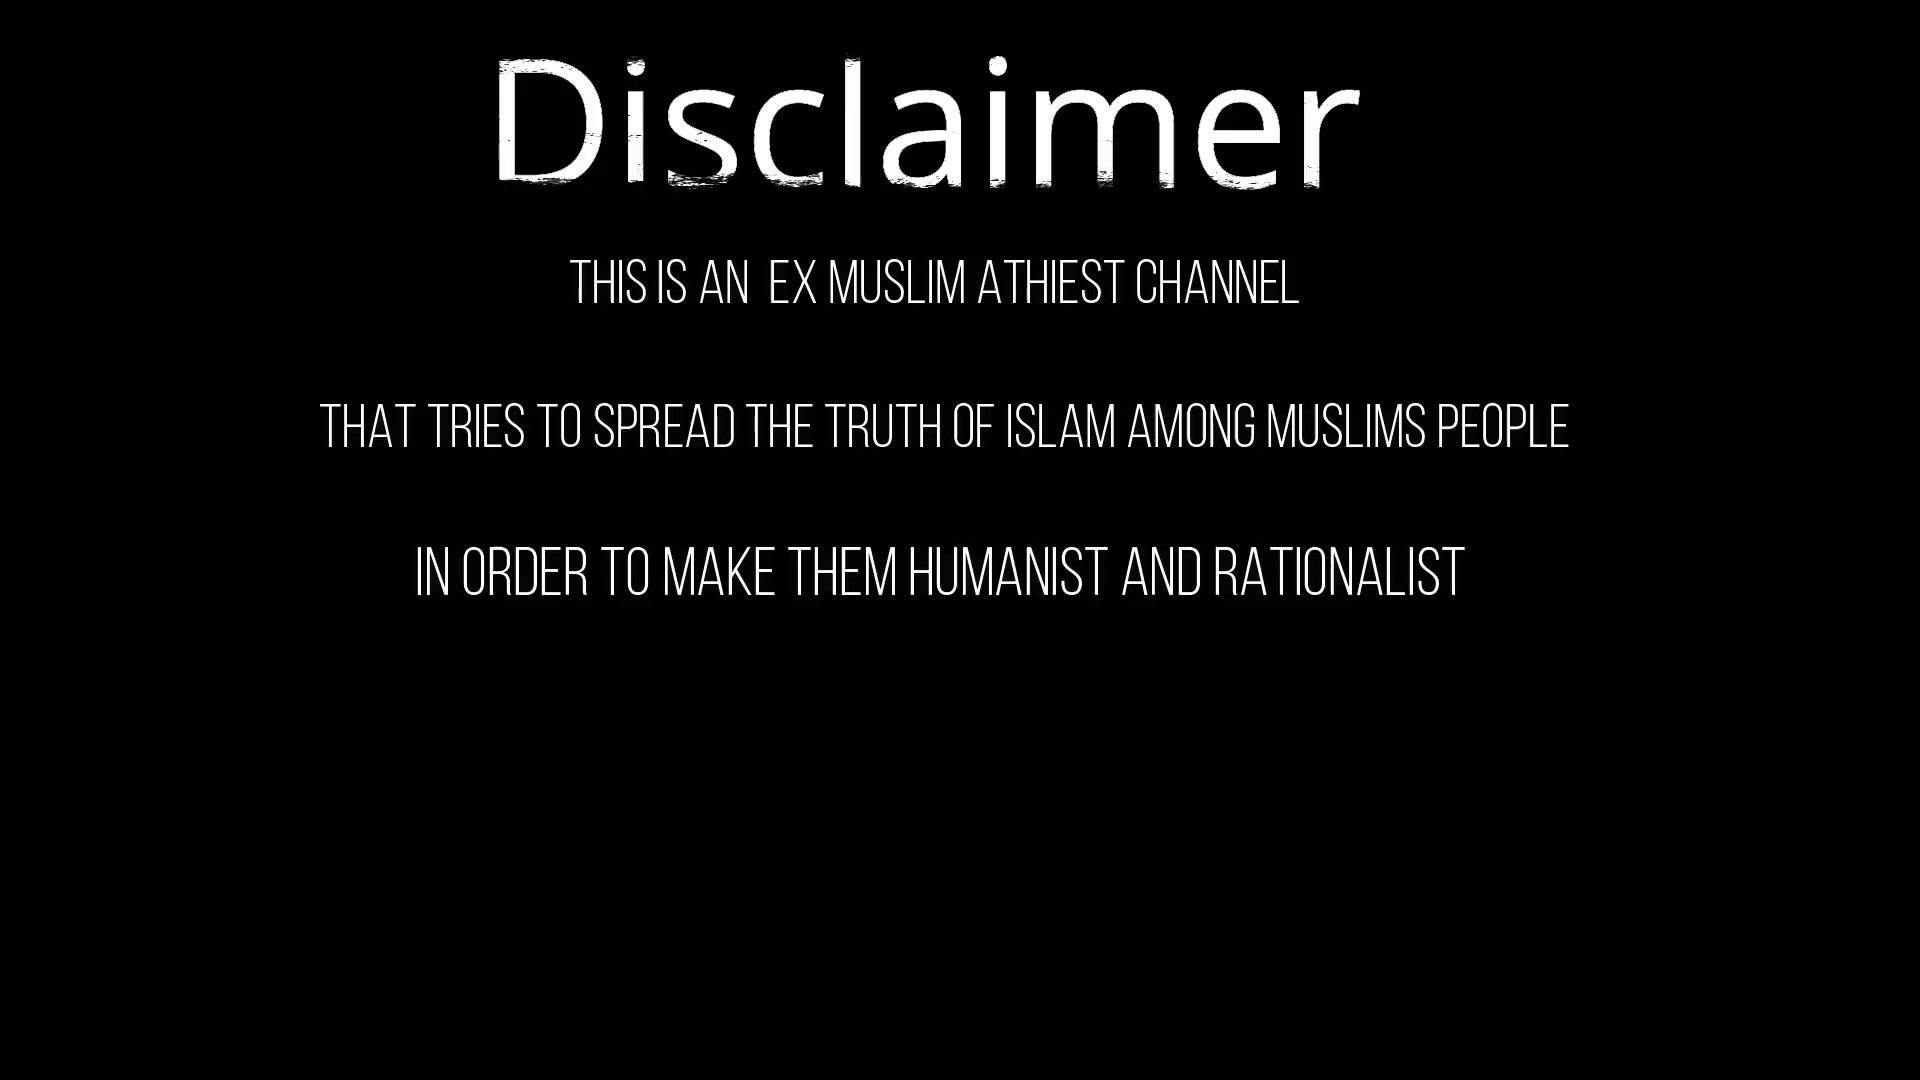 Disclaimer
THIS IS AN EX MUSLIM ATHIEST CHANNEL
THAT TRIES TO SPREAD THE TRUTH OF ISLAM AMONG MUSLIMS PEOPLE
IN ORDER TO MAKE THEM HUMANIST AND RATIONALIST